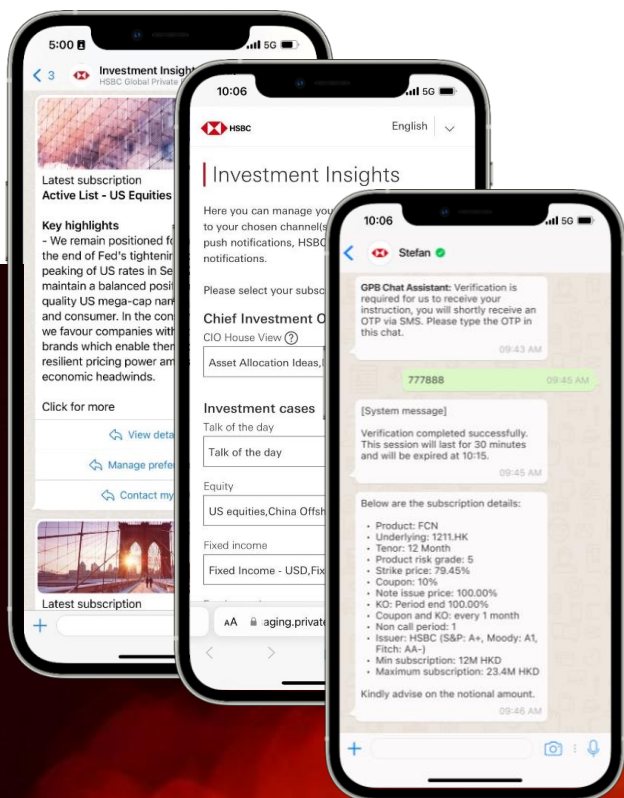 5:00
5G
3
Investment Insight
HSBC Global Private
Latest subscription
Active List - US Equities
Key highlights
- We remain positioned fo
the end of Fed's tightenin
peaking of US rates in Se
maintain a balanced posit
quality US mega-cap nam
and consumer. In the con
we favour companies with
brands which enable them
resilient pricing power am
economic headwinds.
Click for more
View deta
Manage prefe
Contact my
Latest subscription
10:06
5G
HSBC
English
Investment Insights
Here you can manage you
to your chosen channel(s
push notifications, HSBC
notifications.
Please select your subsc
Chief Investment O
CIO House View
Asset Allocation Ideas,
Investment cases
Talk of the day
Talk of the day
Equity
US equities,China Offsh
Fixed income
Fixed Income - USD,Fix
AA
aging.private
10:06
5G
Stefan
GPB Chat Assistant: Verification is
required for us to receive your
instruction, you will shortly receive an
OTP via SMS. Please type the OTP in
this chat.
09:43 AM
777888
09:45 AM
[System message]
Verification completed successfully.
This session will last for 30 minutes
and will be expired at 10:15.
09:45 AM
Below are the subscription details:
• Product: FCN
• Underlying: 1211.HK
• Tenor: 12 Month
• Product risk grade: 5
• Strike price: 79.45%
• Coupon: 10%
• Note issue price: 100.00%
• KO: Period end 100.00%
• Coupon and KO: every 1 month
• Non call period: 1
• Issuer: HSBC (S&P: A+, Moody: A1,
Fitch: AA-)
• Min subscription: 12M HKD
• Maximum subscription: 23.4M HKD
Kindly advise on the notional amount.
09:46 AM